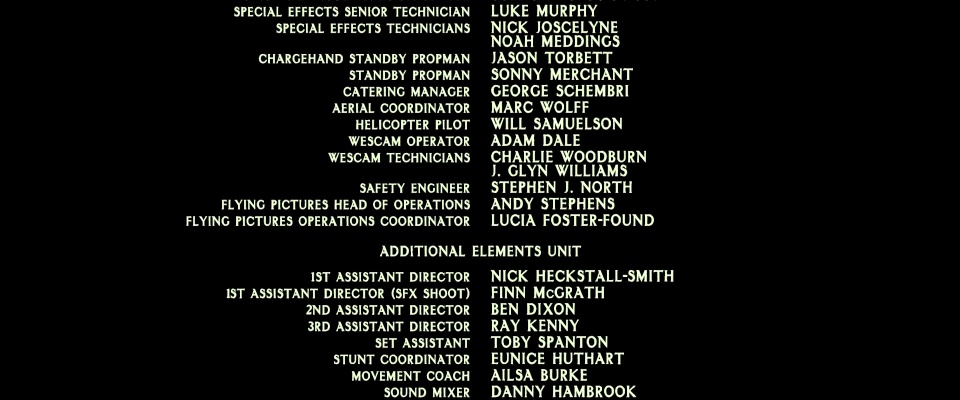 SPECIAL EFFECTS SENIOR TECHNICIAN LUKE MURPHY
SPECIAL EFFECTS TECHNICIANS NICK JOSCELYNE
NOAH MEDDINGS
CHARGEHAND STANDBY PROPMAN JASON TORBETT
STANDBY PROPMAN SONNY MERCHANT
CATERING MANAGER GEORGE SCHEMBRI
AERIAL COORDINATOR MARC WOLFF
HELICOPTER PILOT WILL SAMUELSON
WESCAM OPERATOR ADAM DALE
WESCAM TECHNICIANS CHARLIE WOODBURN
J. GLYN WILLIAMS
SAFETY ENGINEER STEPHEN J. NORTH
FLYING PICTURES HEAD OF OPERATIONS ANDY STEPHENS
FLYING PICTURES OPERATIONS COORDINATOR LUCIA FOSTER-FOUND
ADDITIONAL ELEMENTS UNIT
1ST ASSISTANT DIRECTOR NICK HECKSTALL-SMITH
1ST ASSISTANT DIRECTOR (SFX SHOOT) FINN McGRATH
2ND ASSISTANT DIRECTOR BEN DIXON
3RD ASSISTANT DIRECTOR RAY KENNY
SET ASSISTANT TOBY SPANTON
STUNT COORDINATOR EUNICE HUTHART
MOVEMENT COACH AILSA BURKE
SOUND MIXER DANNY HAMBROOK